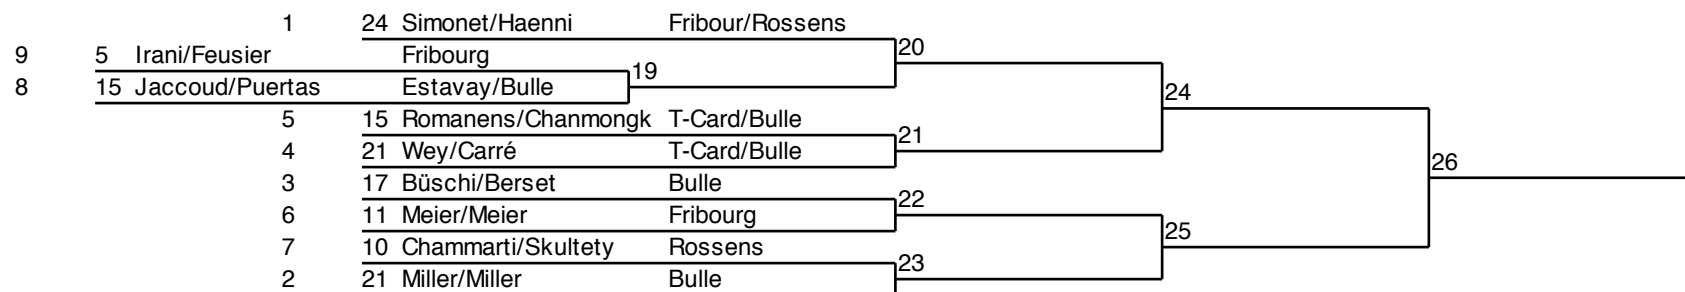 1 24 Simonet/Haenni Fribour/Rossens
20
9 5 Irani/Feusier Fribourg
19
8 15 Jaccoud/Puertas Estavay/Bulle
24
5 15 Romanens/Chanmongk T-Card/Bulle
21
4 21 Wey/Carré T-Card/Bulle
26
3 17 Büschi/Berset Bulle
22
6 11 Meier/Meier Fribourg
25
7 10 Chammarti/Skultety Rossens
23
2 21 Miller/Miller Bulle